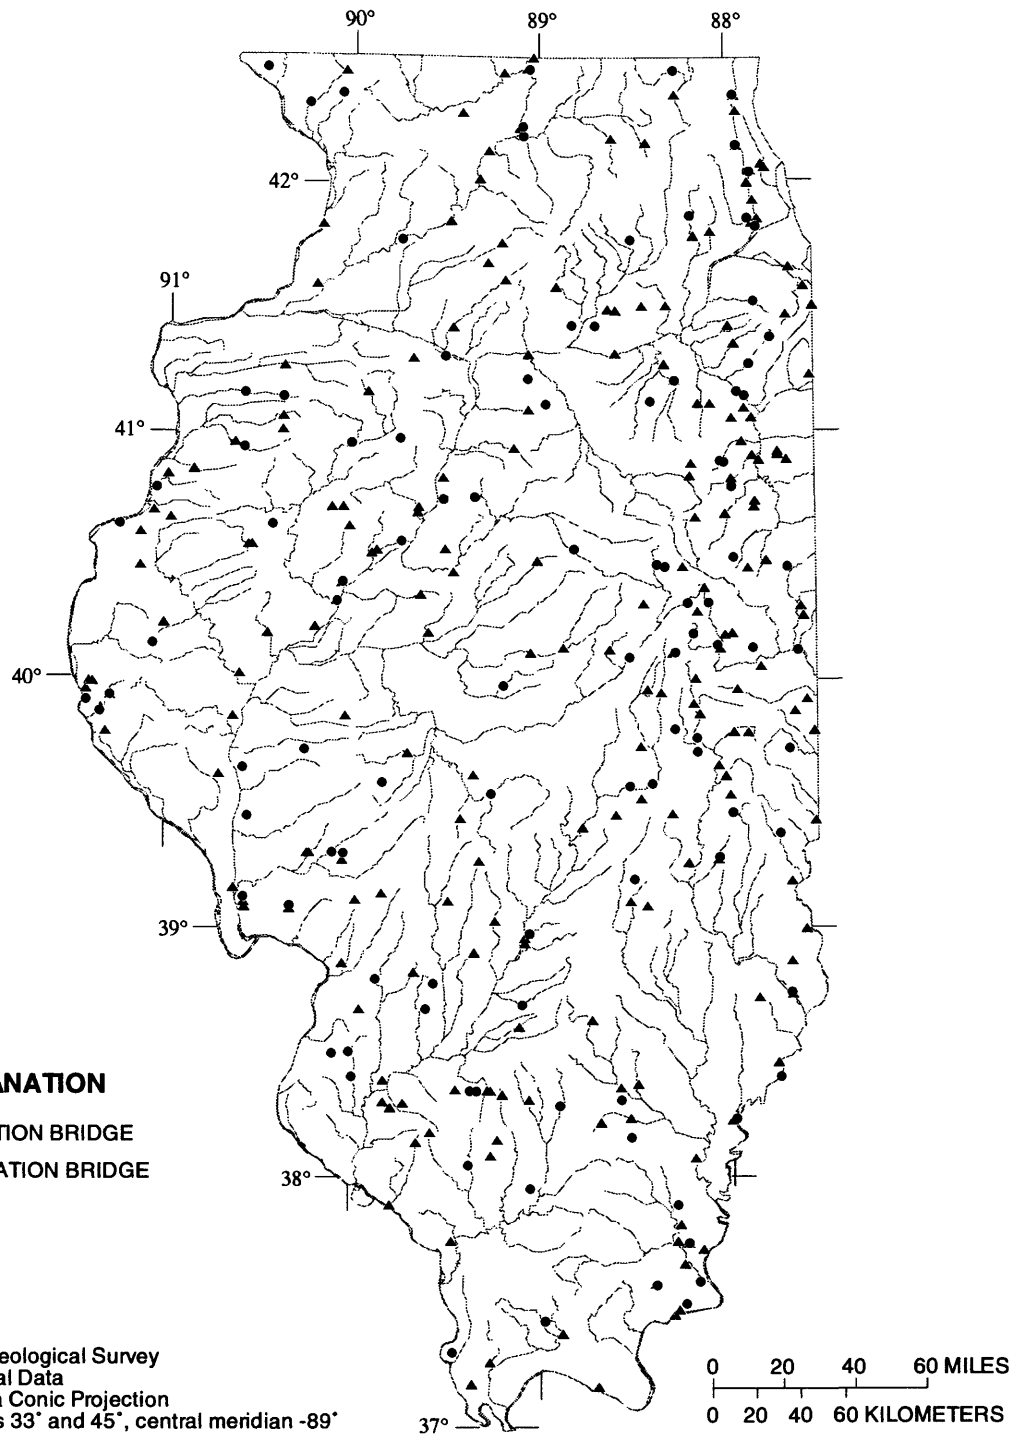 90° 89° 88°
42°
91°
41°
40°
39°
ANATION
TION BRIDGE
ATION BRIDGE
38°
eological Survey
al Data
a Conic Projection
s 33° and 45°, central meridian -89°
37°
0 20 40 60 MILES
0 20 40 60 KILOMETERS